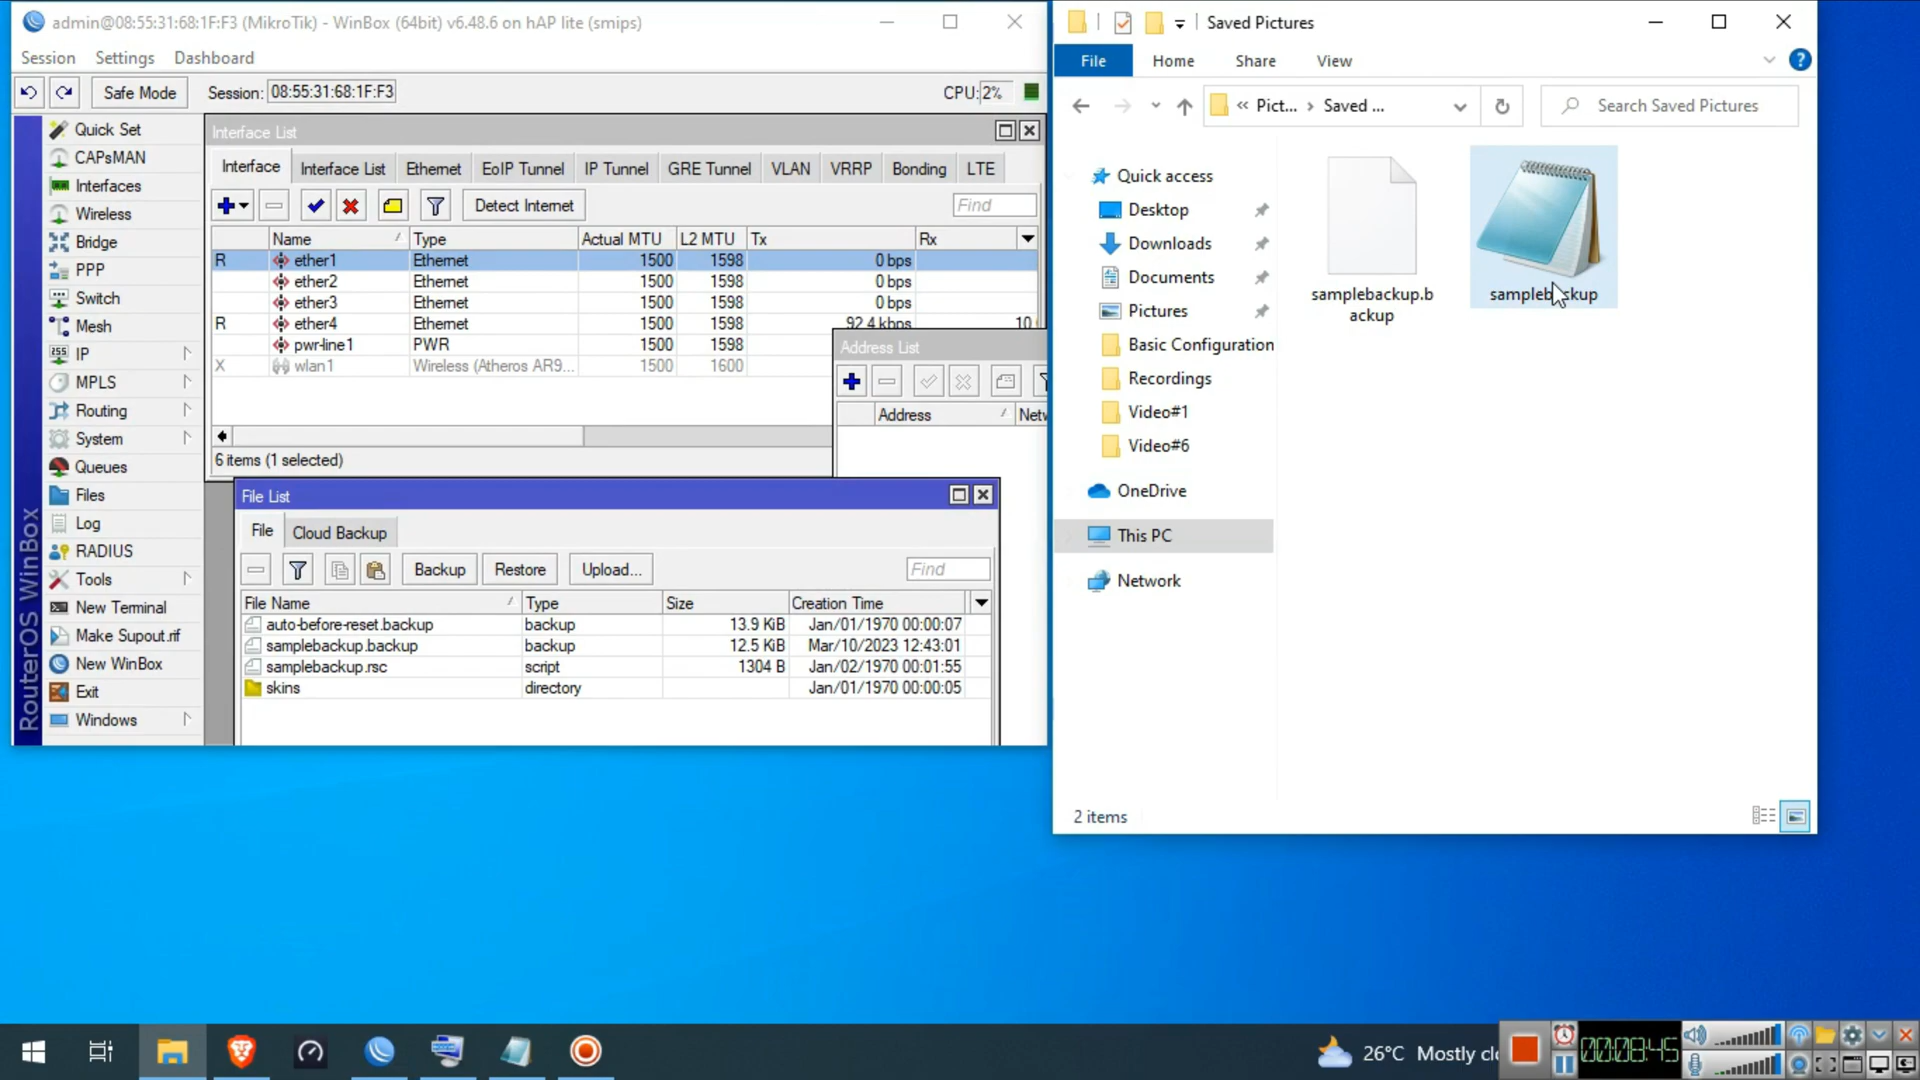 admin@08:55:31:68:1F:F3 (MikroTik) - WinBox (64bit) v6.48.6 on hAP lite (smips)
Session Settings Dashboard
Safe Mode Session: 08:55:31:68:1F:F3 CPU: 2%
Quick Set
CAPsMAN
Interfaces
Wireless
Bridge
PPP
Switch
Mesh
IP
MPLS
Routing
System
Queues
Files
Log
RADIUS
Tools
New Terminal
Make Supout.rif
New WinBox
Exit
Windows
RouterOS WinBox
Interface List
Interface Interface List Ethernet EoIP Tunnel IP Tunnel GRE Tunnel VLAN VRRP Bonding LTE
Detect Internet Find
Name Type Actual MTU L2 MTU Tx Rx
R ether1 Ethernet 1500 1598 0 bps
ether2 Ethernet 1500 1598 0 bps
ether3 Ethernet 1500 1598 0 bps
R ether4 Ethernet 1500 1598 92.4 kbps 10
pwr-line1 PWR 1500 1598
X wlan1 Wireless (Atheros AR9... 1500 1600
6 items (1 selected)
Address List
Address Netw
File List
File Cloud Backup
Backup Restore Upload... Find
File Name Type Size Creation Time
auto-before-reset.backup backup 13.9 KiB Jan/01/1970 00:00:07
samplebackup.backup backup 12.5 KiB Mar/10/2023 12:43:01
samplebackup.rsc script 1304 B Jan/02/1970 00:01:55
skins directory Jan/01/1970 00:00:05
Saved Pictures
File Home Share View
« Pict... › Saved ... Search Saved Pictures
Quick access
Desktop
Downloads
Documents
Pictures
Basic Configuration
Recordings
Video#1
Video#6
OneDrive
This PC
Network
samplebackup.b
ackup
samplebackup
2 items
26°C Mostly cl
00:08:45